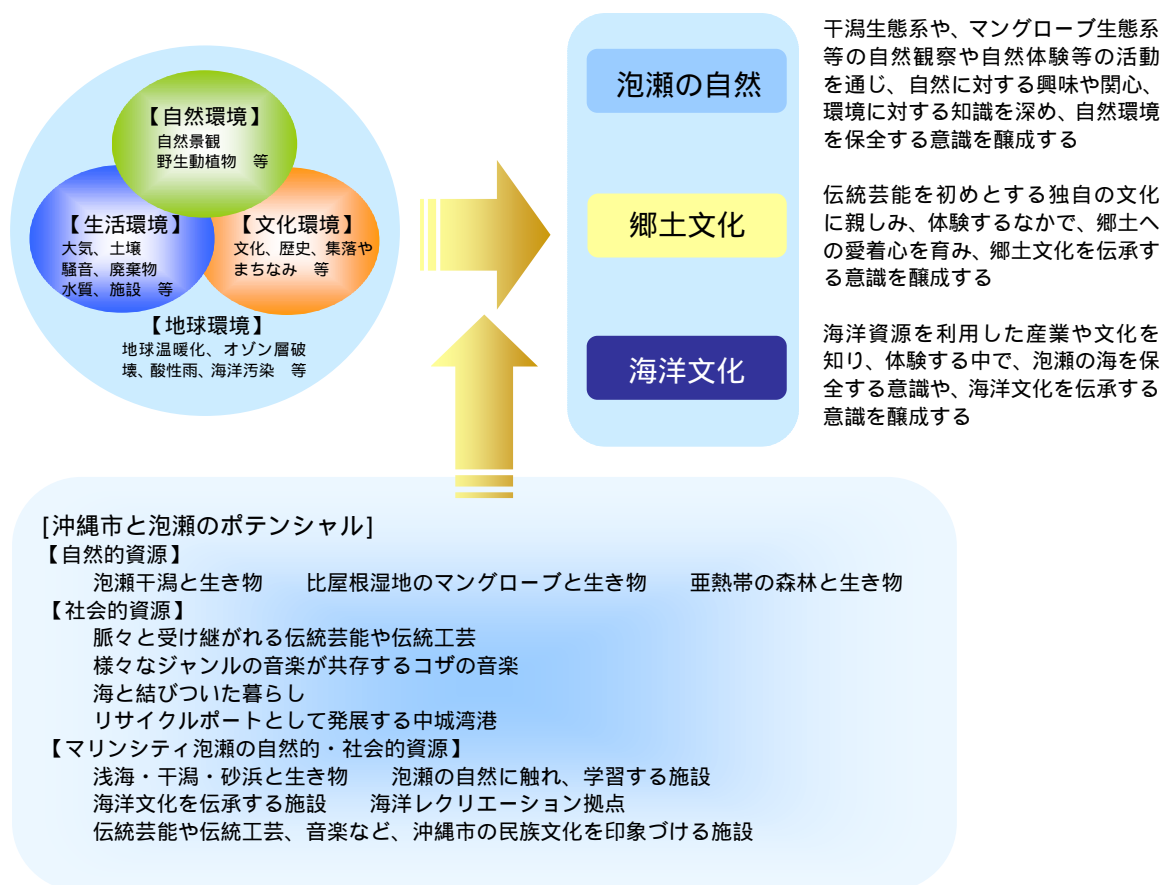 【自然環境】
自然景観
野生動植物　等
【生活環境】
大気、土壌
騒音、廃棄物
水質、施設　等
【文化環境】
文化、歴史、集落や
まちなみ　等
【地球環境】
地球温暖化、オゾン層破
壊、酸性雨、海洋汚染　等
泡瀬の自然
干潟生態系や、マングローブ生態系
等の自然観察や自然体験等の活動
を通じ、自然に対する興味や関心、
環境に対する知識を深め、自然環境
を保全する意識を醸成する
郷土文化
伝統芸能を初めとする独自の文化
に親しみ、体験するなかで、郷土へ
の愛着心を育み、郷土文化を伝承す
る意識を醸成する
海洋文化
海洋資源を利用した産業や文化を
知り、体験する中で、泡瀬の海を保
全する意識や、海洋文化を伝承する
意識を醸成する
[沖縄市と泡瀬のポテンシャル]
【自然的資源】
泡瀬干潟と生き物　　比屋根湿地のマングローブと生き物　　亜熱帯の森林と生き物
【社会的資源】
脈々と受け継がれる伝統芸能や伝統工芸
様々なジャンルの音楽が共存するコザの音楽
海と結びついた暮らし
リサイクルポートとして発展する中城湾港
【マリンシティ泡瀬の自然的・社会的資源】
浅海・干潟・砂浜と生き物　　泡瀬の自然に触れ、学習する施設
海洋文化を伝承する施設　　海洋レクリエーション拠点
伝統芸能や伝統工芸、音楽など、沖縄市の民族文化を印象づける施設